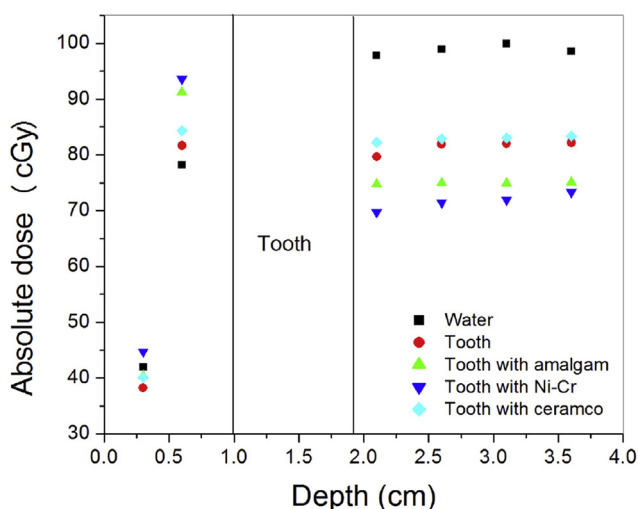 Absolute dose ( cGy)
100
90
80
70
60
50
40
30
Tooth
Water
Tooth
Tooth with amalgam
Tooth with Ni-Cr
Tooth with ceramco
0.0 0.5 1.0 1.5 2.0 2.5 3.0 3.5 4.0
Depth (cm)